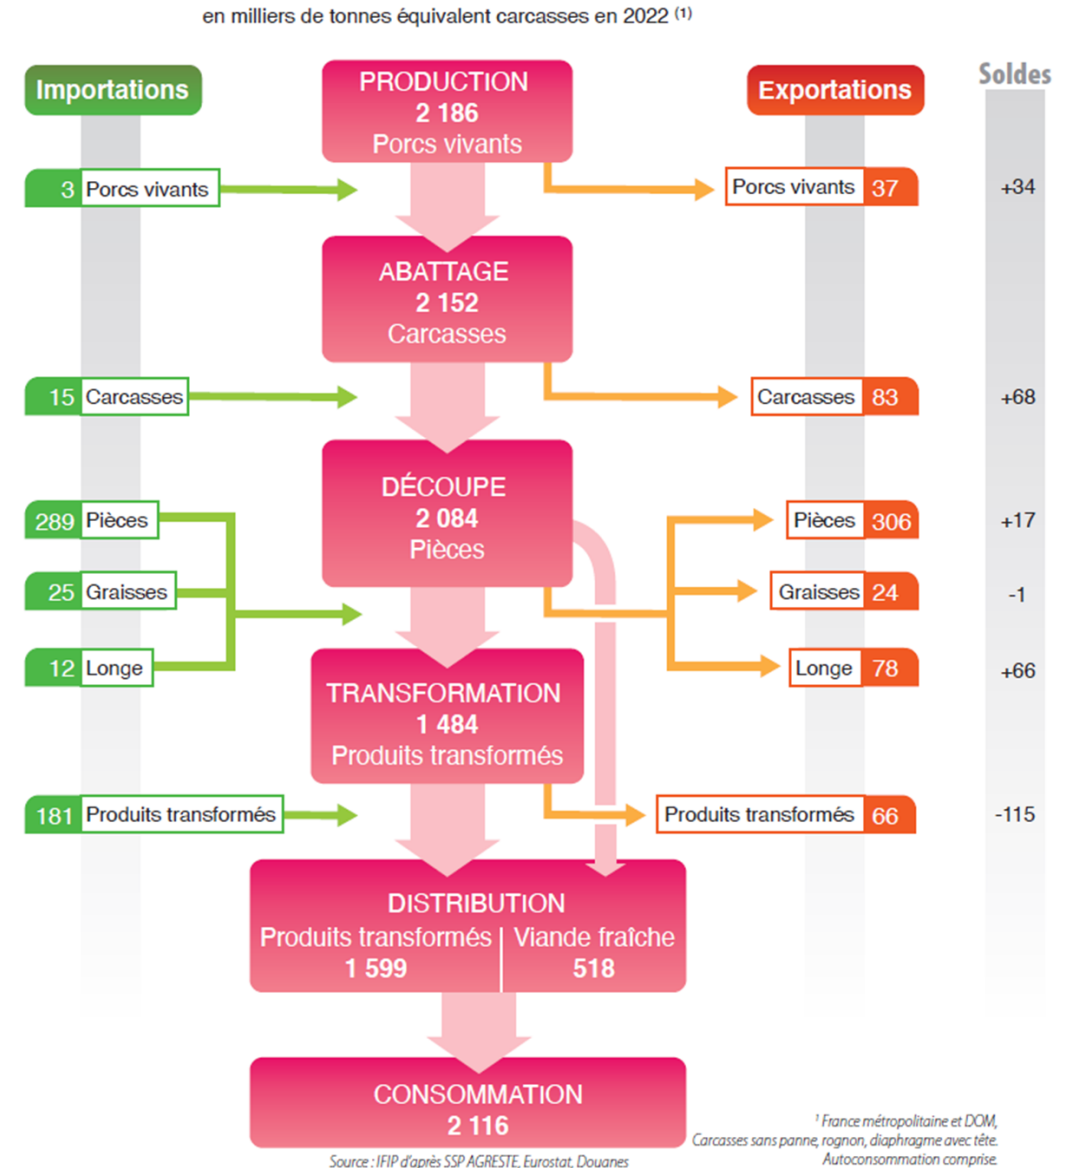 en milliers de tonnes équivalent carcasses en 2022 (1)
Importations
PRODUCTION
2 186
Porcs vivants
Exportations
Soldes
3 Porcs vivants
Porcs vivants 37
+34
ABATTAGE
2 152
Carcasses
15 Carcasses
Carcasses 83
+68
DÉCOUPE
2 084
Pièces
289 Pièces
Pièces 306
+17
25 Graisses
Graisses 24
-1
12 Longe
Longe 78
+66
TRANSFORMATION
1 484
Produits transformés
181 Produits transformés
Produits transformés 66
-115
DISTRIBUTION
Produits transformés
1 599
Viande fraîche
518
CONSOMMATION
2 116
1 France métropolitaine et DOM,
Carcasses sans panne, rognon, diaphragme avec tête.
Autoconsommation comprise.
Source : IFIP d'après SSP AGRESTE, Eurostat, Douanes